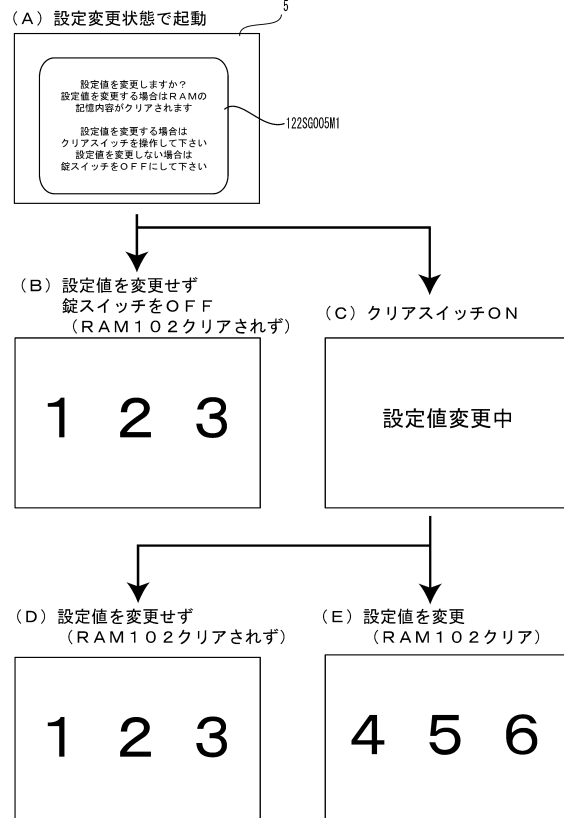 （A）設定変更状態で起動
5
設定値を変更しますか？
設定値を変更する場合はRAMの
記憶内容がクリアされます
設定値を変更する場合は
クリアスイッチを操作して下さい
設定値を変更しない場合は
錠スイッチをOFFにして下さい
122SG005M1
（B）設定値を変更せず
錠スイッチをOFF
（RAM102クリアされず）
（C）クリアスイッチON
1 2 3
設定値変更中
（D）設定値を変更せず
（RAM102クリアされず）
（E）設定値を変更
（RAM102クリア）
1 2 3
4 5 6